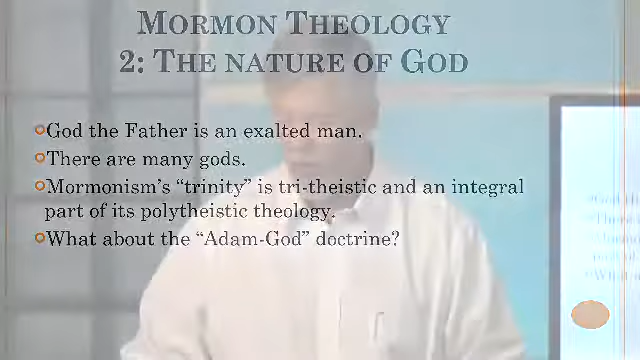 MORMON THEOLOGY
2: THE NATURE OF GOD
God the Father is an exalted man.
There are many gods.
Mormonism's "trinity" is tri-theistic and an integral
part of its polytheistic theology.
What about the "Adam-God" doctrine?